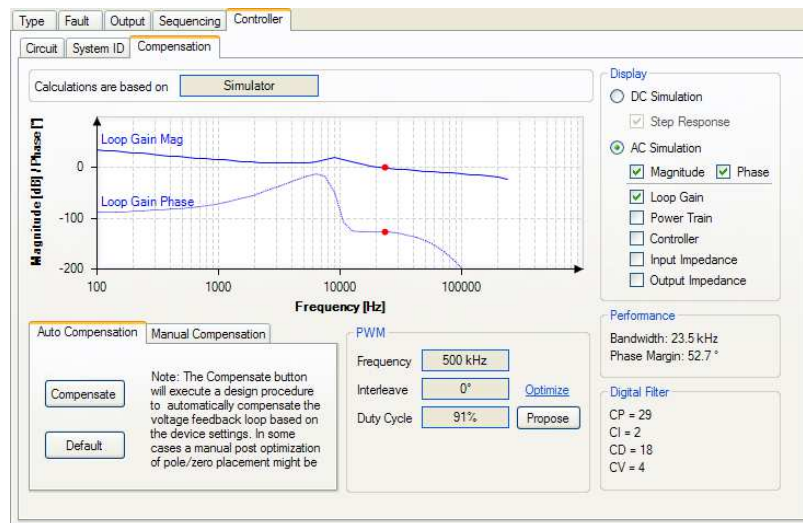 Type Fault Output Sequencing Controller
Circuit System ID Compensation
Calculations are based on Simulator
Magnitude [dB] / Phase [°]
Loop Gain Mag
Loop Gain Phase
0
-100
-200
100 1000 10000 100000
Frequency [Hz]
Display
DC Simulation
Step Response
AC Simulation
Magnitude Phase
Loop Gain
Power Train
Controller
Input Impedance
Output Impedance
Auto Compensation Manual Compensation
Compensate
Default
Note: The Compensate button
will execute a design procedure
to automatically compensate the
voltage feedback loop based on
the device settings. In some
cases a manual post optimization
of pole/zero placement might be
PWM
Frequency 500 kHz
Interleave 0° Optimize
Duty Cycle 91% Propose
Performance
Bandwidth: 23.5 kHz
Phase Margin: 52.7 °
Digital Filter
CP = 29
CI = 2
CD = 18
CV = 4